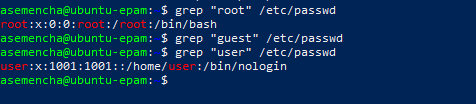 asemencha@ubuntu-epam: $ grep "root" /etc/passwd
root:x:0:0:root:/root:/bin/bash
asemencha@ubuntu-epam: $ grep "guest" /etc/passwd
asemencha@ubuntu-epam: $ grep "user" /etc/passwd
user:x:1001:1001::/home/user:/bin/nologin
asemencha@ubuntu-epam: $